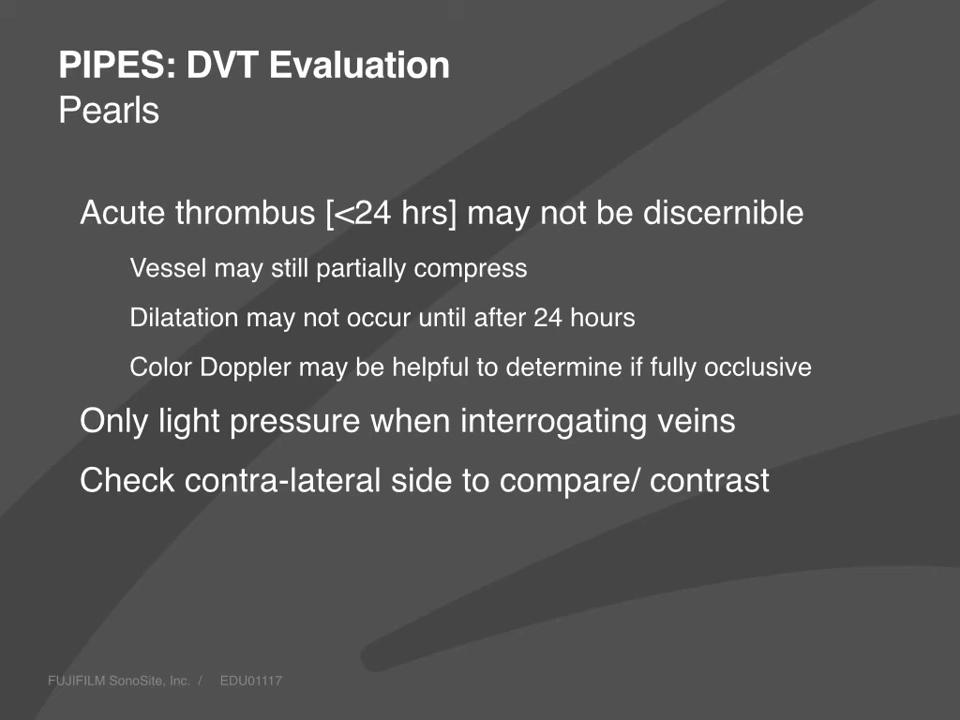 PIPES: DVT Evaluation
Pearls
Acute thrombus [<24 hrs] may not be discernible
Vessel may still partially compress
Dilatation may not occur until after 24 hours
Color Doppler may be helpful to determine if fully occlusive
Only light pressure when interrogating veins
Check contra-lateral side to compare/ contrast
FUJIFILM SonoSite, Inc. / EDU01117